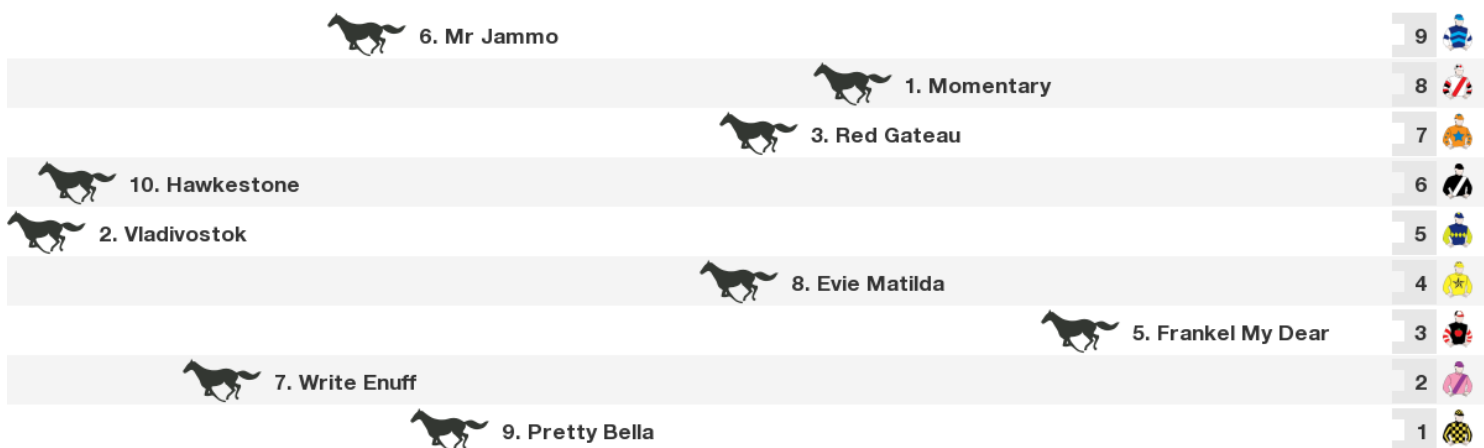 6. Mr Jammo 9
1. Momentary 8
3. Red Gateau 7
10. Hawkestone 6
2. Vladivostok 5
8. Evie Matilda 4
5. Frankel My Dear 3
7. Write Enuff 2
9. Pretty Bella 1